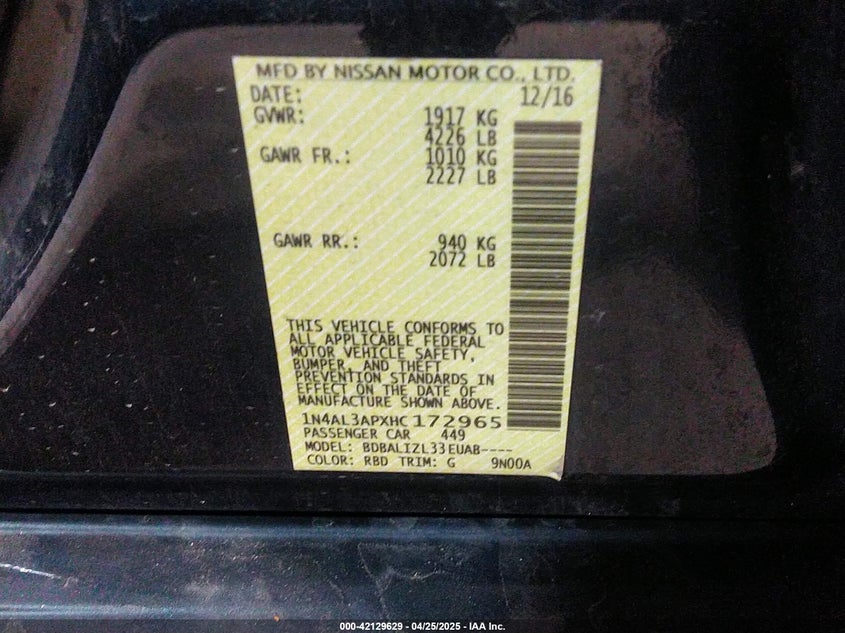 MFD BY NISSAN MOTOR CO., LTD.
DATE: 12/16
GVWR: 1917 KG
4226 LB
GAWR FR.: 1010 KG
2227 LB
GAWR RR.: 940 KG
2072 LB
THIS VEHICLE CONFORMS TO
ALL APPLICABLE FEDERAL
MOTOR VEHICLE SAFETY,
BUMPER, AND THEFT
PREVENTION STANDARDS IN
EFFECT ON THE DATE OF
MANUFACTURE SHOWN ABOVE.
1N4AL3APXHC172965
PASSENGER CAR 449
MODEL: BDBALIZL33EUAB----
COLOR: RBD TRIM: G 9N00A
000-42129629 - 04/25/2025 - IAA Inc.